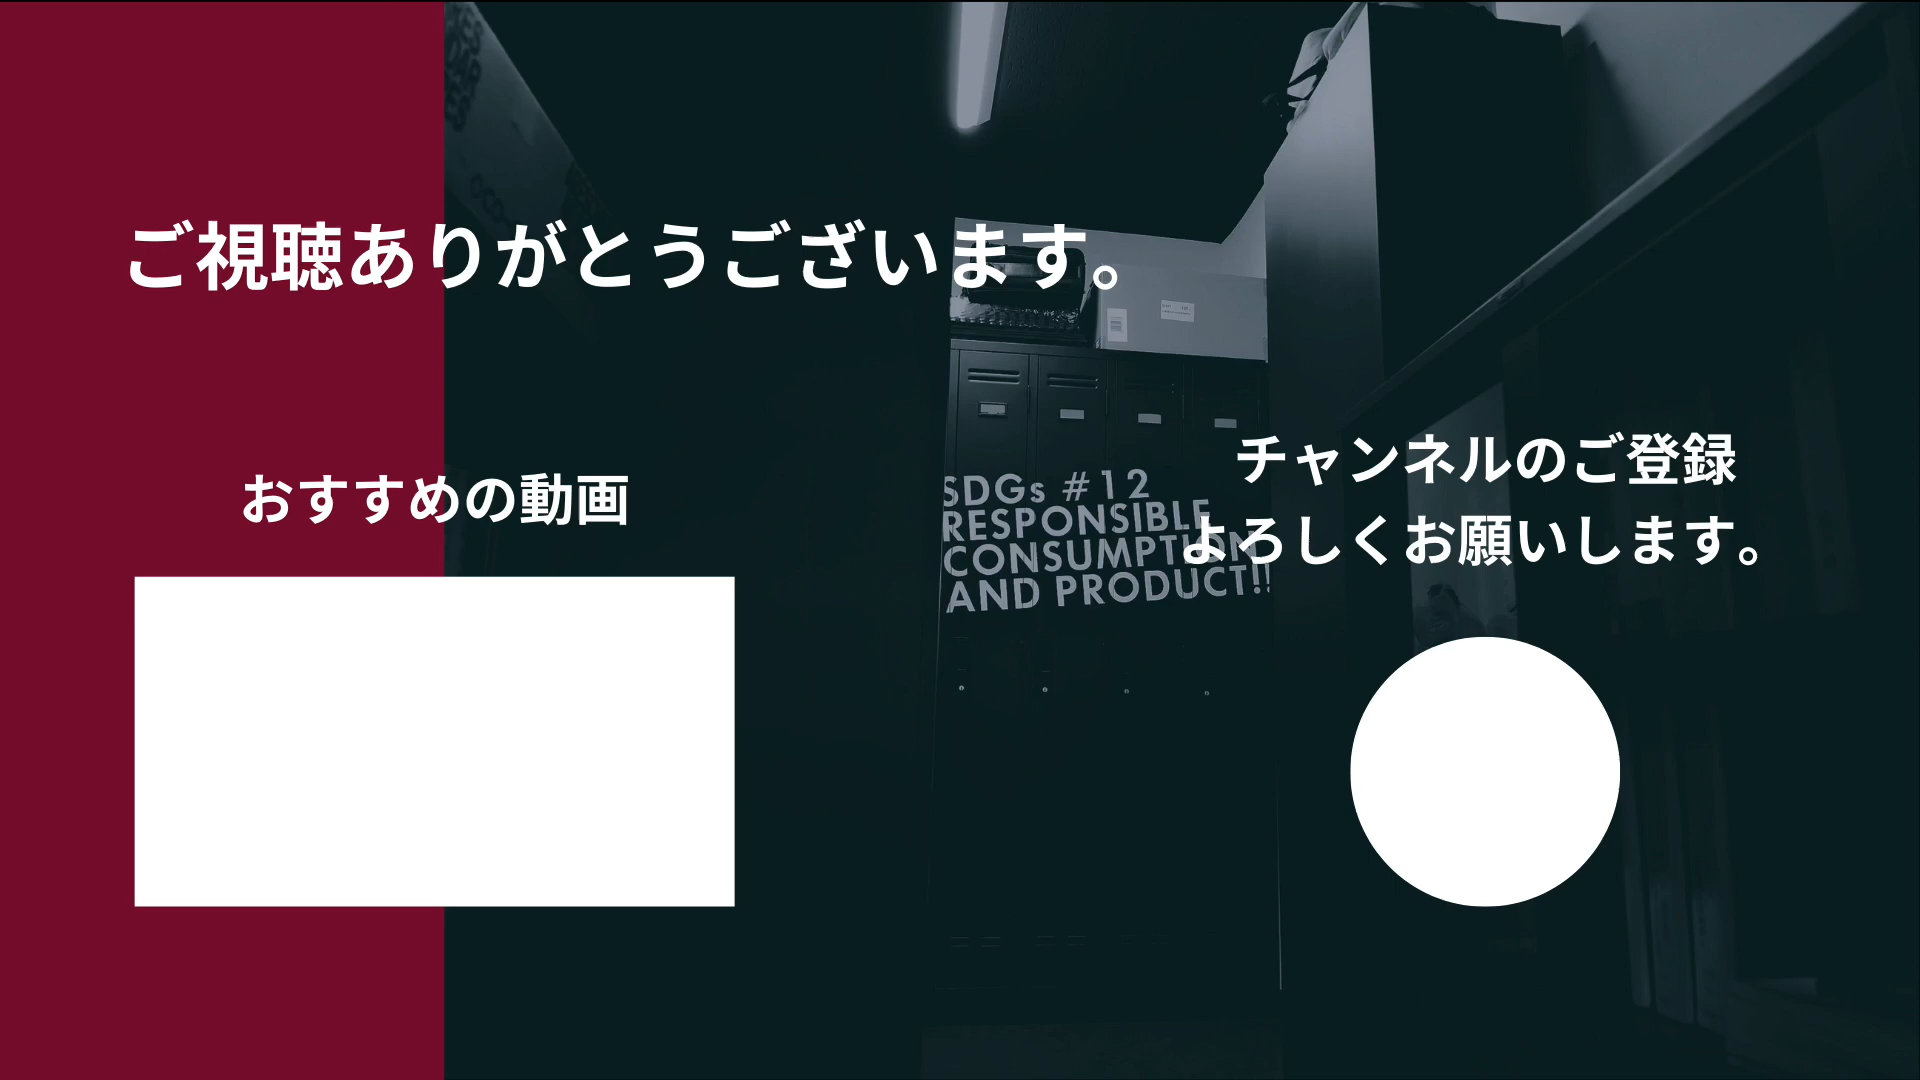 ご視聴ありがとうございます。
おすすめの動画
チャンネルのご登録
よろしくお願いします。
SDGs #12
RESPONSIBLE
CONSUMPTION
AND PRODUCT!!